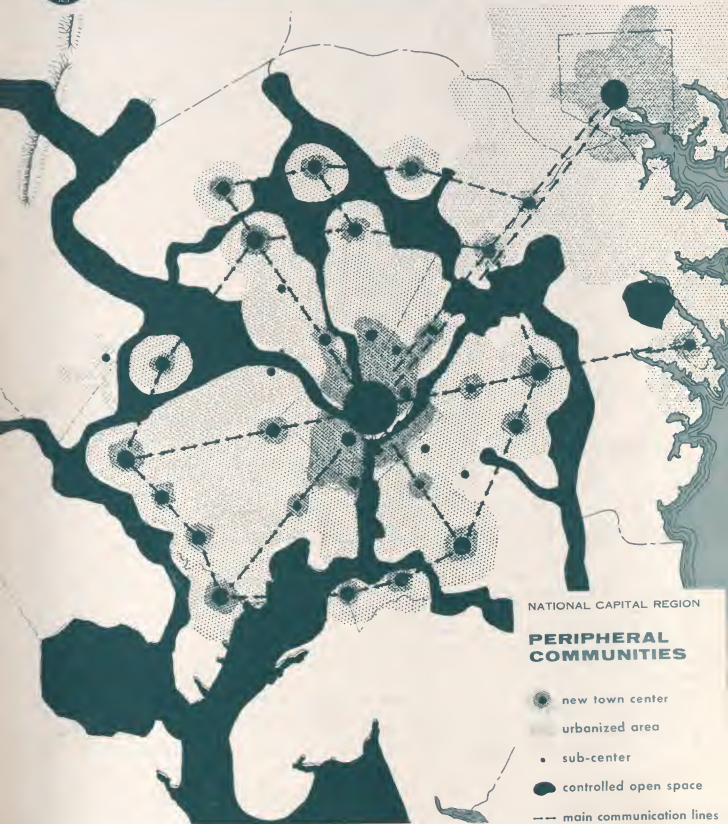 NATIONAL CAPITAL REGION
PERIPHERAL
COMMUNITIES
new town center
urbanized area
sub-center
controlled open space
main communication lines